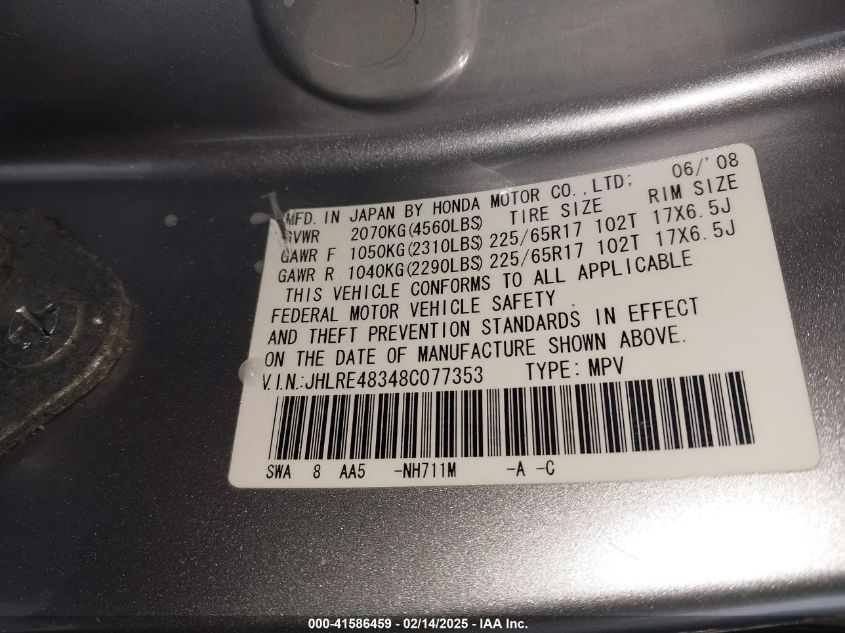 MFD. IN JAPAN BY HONDA MOTOR CO.,LTD; 06/'08
GVWR 2070KG(4560LBS) TIRE SIZE RIM SIZE
GAWR F 1050KG(2310LBS) 225/65R17 102T 17X6.5J
GAWR R 1040KG(2290LBS) 225/65R17 102T 17X6.5J
THIS VEHICLE CONFORMS TO ALL APPLICABLE
FEDERAL MOTOR VEHICLE SAFETY
AND THEFT PREVENTION STANDARDS IN EFFECT
ON THE DATE OF MANUFACTURE SHOWN ABOVE.
V.I.N.:JHLRE48348C077353 TYPE: MPV
SWA 8 AA5 -NH711M -A -C
000-41586459 - 02/14/2025 - IAA Inc.